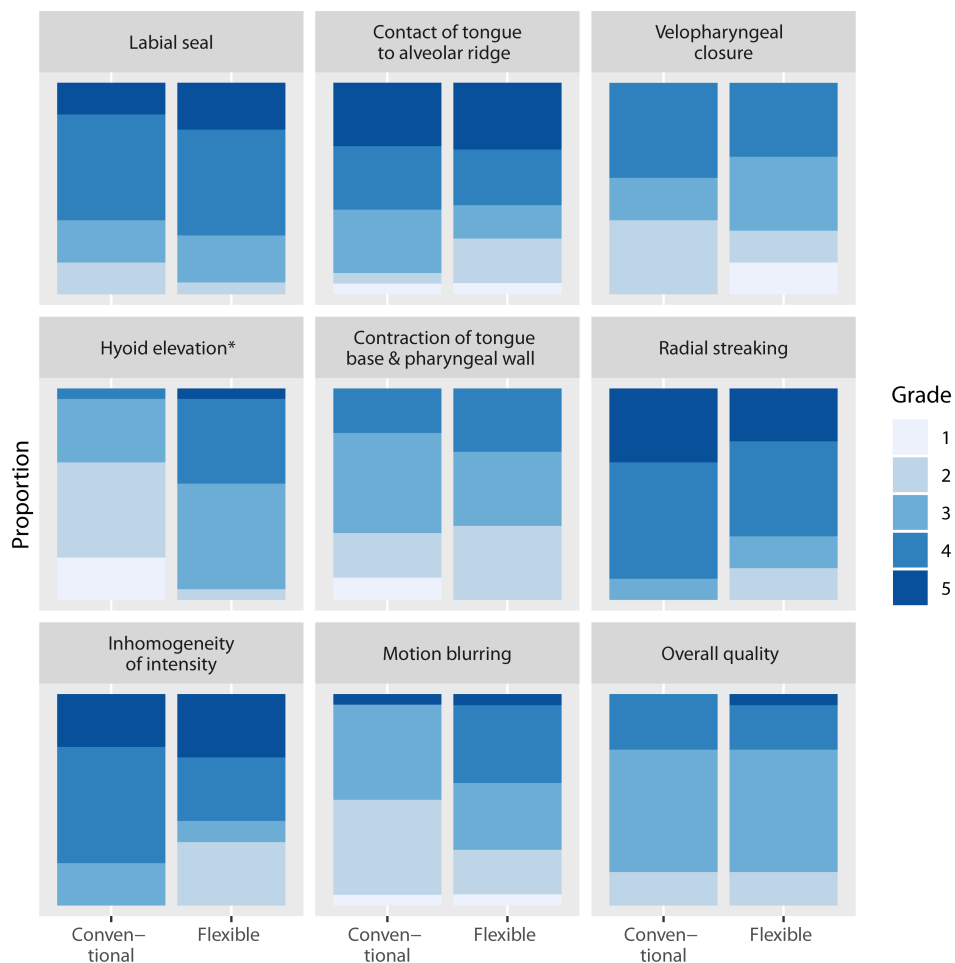 Labial seal
Contact of tongue
to alveolar ridge
Velopharyngeal
closure
Hyoid elevation*
Contraction of tongue
base & pharyngeal wall
Radial streaking
Inhomogeneity
of intensity
Motion blurring
Overall quality
Proportion
Grade
1
2
3
4
5
Conven−
tional
Flexible
Conven−
tional
Flexible
Conven−
tional
Flexible